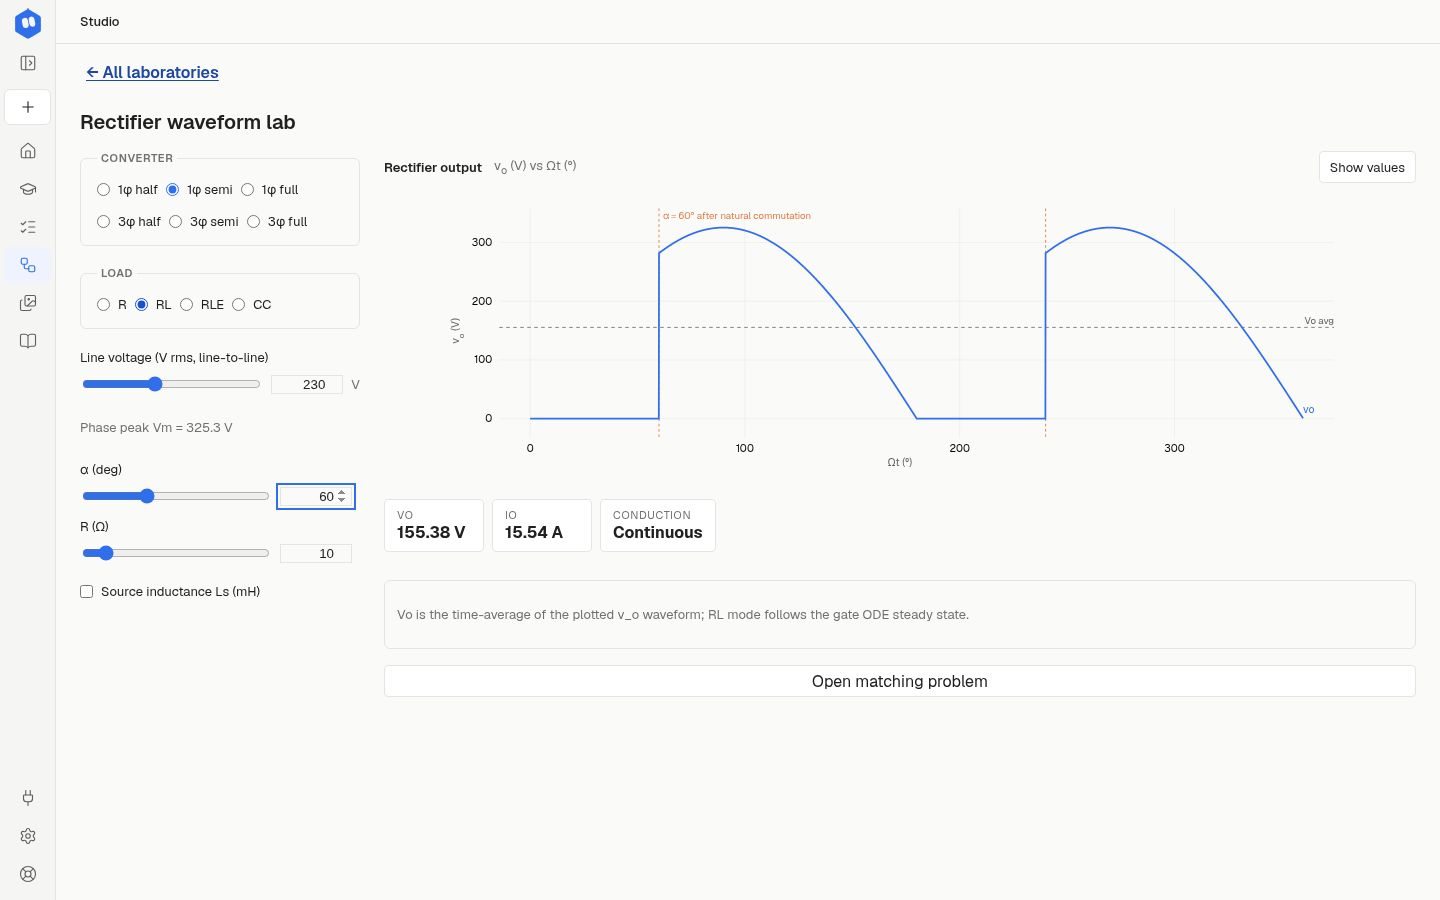 Studio
← All laboratories
Rectifier waveform lab
CONVERTER
1φ half 1φ semi 1φ full
3φ half 3φ semi 3φ full
LOAD
R RL RLE CC
Line voltage (V rms, line-to-line)
230 V
Phase peak Vm = 325.3 V
α (deg)
60
R (Ω)
10
Source inductance Ls (mH)
Rectifier output vₒ (V) vs Ωt (°)
Show values
α = 60° after natural commutation
300
200
100
0
vₒ (V)
Vo avg
vo
0 100 200 300
Ωt (°)
VO
155.38 V
IO
15.54 A
CONDUCTION
Continuous
Vo is the time-average of the plotted v_o waveform; RL mode follows the gate ODE steady state.
Open matching problem